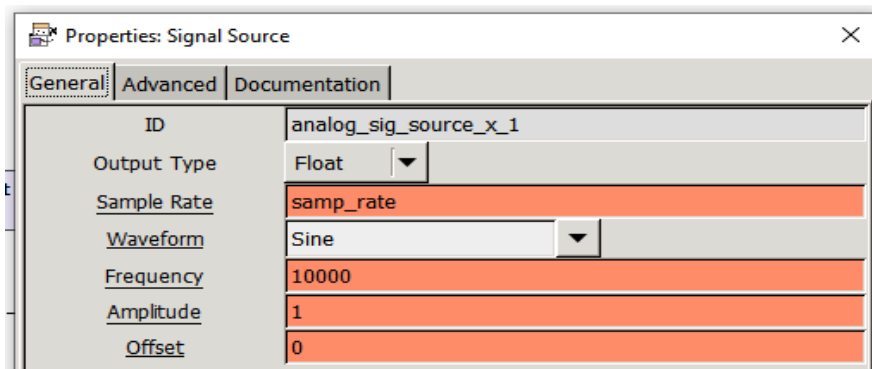 Properties: Signal Source
General Advanced Documentation
ID analog_sig_source_x_1
Output Type Float
Sample Rate samp_rate
Waveform Sine
Frequency 10000
Amplitude 1
Offset 0
t